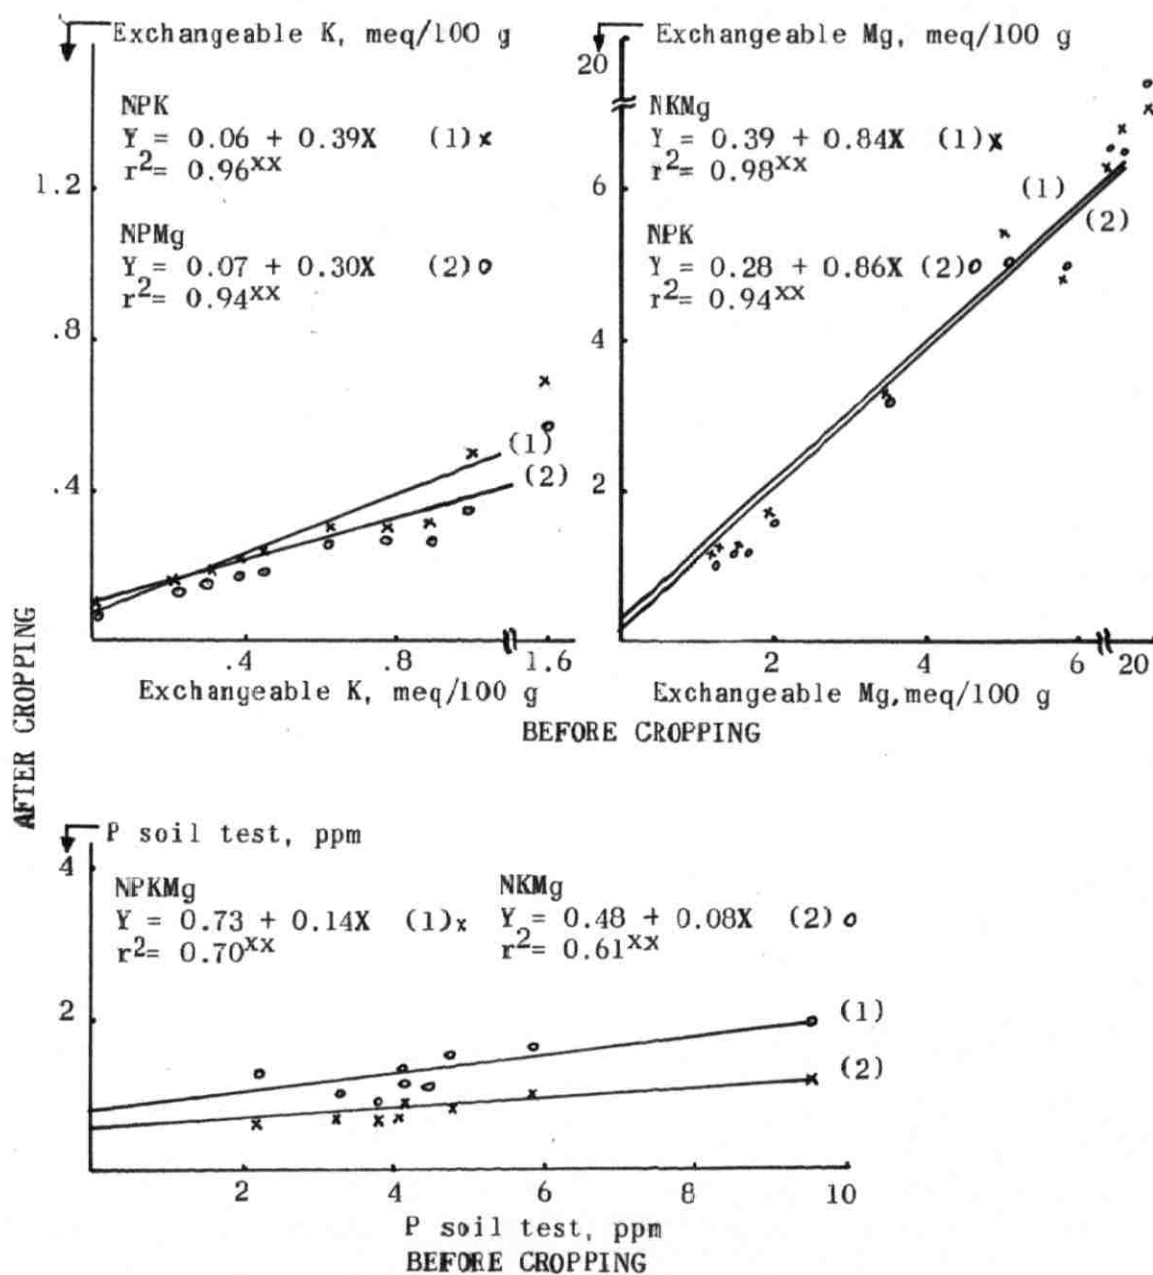 Exchangeable K, meq/100 g
NPK
Y = 0.06 + 0.39X (1)x
r²= 0.96xx
1.2
NPMg
Y = 0.07 + 0.30X (2)o
r²= 0.94xx
.8
(1)
(2)
.4
.4 .8 1.6
Exchangeable K, meq/100 g
Exchangeable Mg, meq/100 g
20
NKMg
Y = 0.39 + 0.84X (1)x
r²= 0.98xx
6
(1)
(2)
NPK
Y = 0.28 + 0.86X (2)o
r²= 0.94xx
4
2
2 4 6 20
Exchangeable Mg, meq/100 g
BEFORE CROPPING
AFTER CROPPING
P soil test, ppm
4
NPKMg
Y = 0.73 + 0.14X (1)x
r²= 0.70xx
NKMg
Y = 0.48 + 0.08X (2) o
r²= 0.61xx
2
(1)
(2)
2 4 6 8 10
P soil test, ppm
BEFORE CROPPING